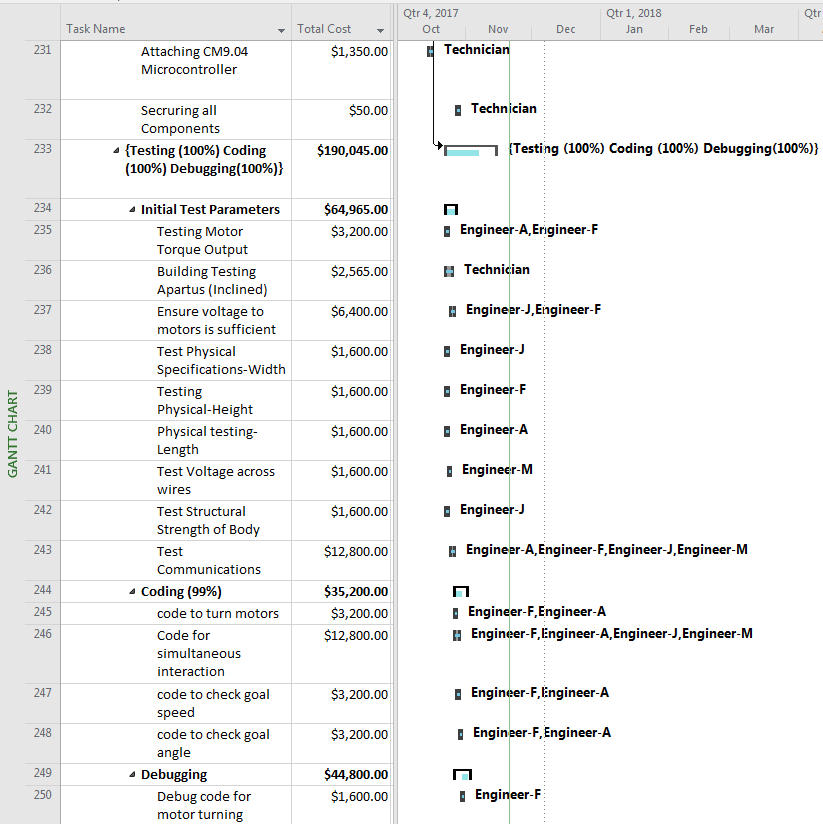 Qtr 4, 2017 Qtr 1, 2018 Qtr
Task Name Total Cost Oct Nov Dec Jan Feb Mar
231 Attaching CM9.04 $1,350.00 Technician
Microcontroller
232 Secruring all $50.00 Technician
Components
233 {Testing (100%) Coding $190,045.00 {Testing (100%) Coding (100%) Debugging(100%)}
(100%) Debugging(100%)}
234 Initial Test Parameters $64,965.00
235 Testing Motor $3,200.00 Engineer-A,Engineer-F
Torque Output
236 Building Testing $2,565.00 Technician
Apartus (Inclined)
237 Ensure voltage to $6,400.00 Engineer-J,Engineer-F
motors is sufficient
238 Test Physical $1,600.00 Engineer-J
Specifications-Width
239 Testing $1,600.00 Engineer-F
Physical-Height
240 Physical testing- $1,600.00 Engineer-A
Length
241 Test Voltage across $1,600.00 Engineer-M
wires
242 Test Structural $1,600.00 Engineer-J
Strength of Body
243 Test $12,800.00 Engineer-A,Engineer-F,Engineer-J,Engineer-M
Communications
244 Coding (99%) $35,200.00
245 code to turn motors $3,200.00 Engineer-F,Engineer-A
246 Code for $12,800.00 Engineer-F,Engineer-A,Engineer-J,Engineer-M
simultaneous
interaction
247 code to check goal $3,200.00 Engineer-F,Engineer-A
speed
248 code to check goal $3,200.00 Engineer-F,Engineer-A
angle
249 Debugging $44,800.00
250 Debug code for $1,600.00 Engineer-F
motor turning
GANTT CHART